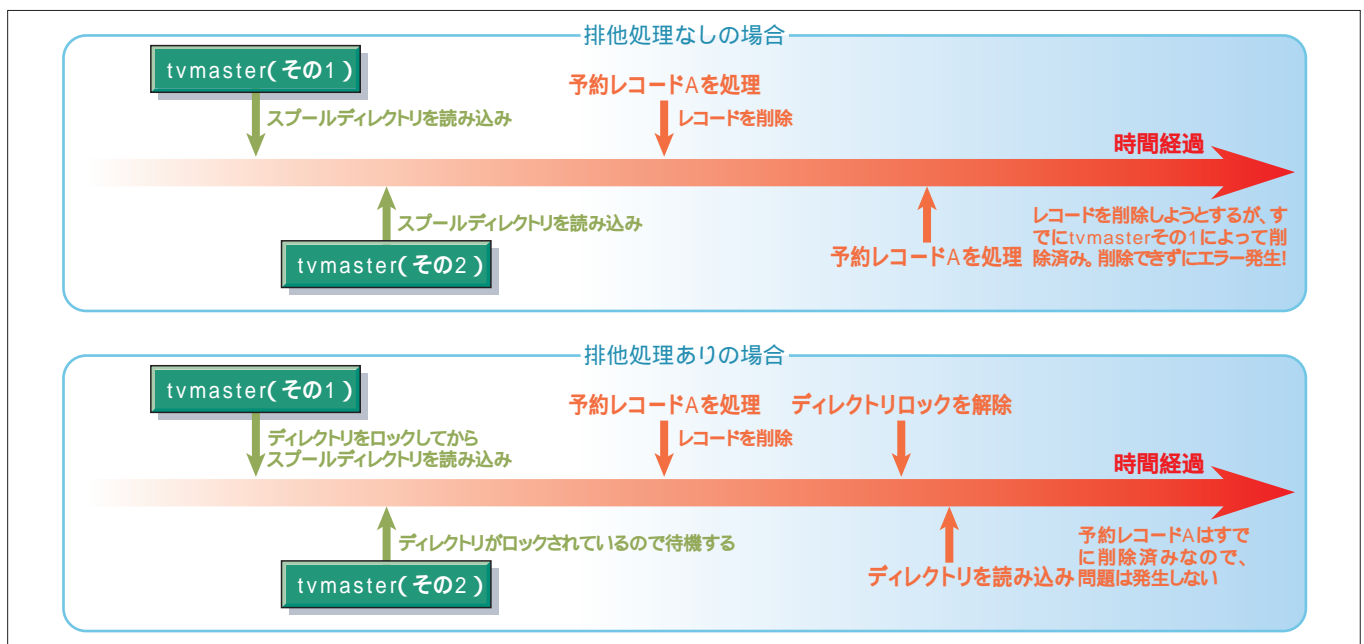 排他処理なしの場合
tvmaster(その1)
スプールディレクトリを読み込み
予約レコードAを処理
レコードを削除
時間経過
スプールディレクトリを読み込み
tvmaster(その2)
予約レコードAを処理
レコードを削除しようとするが、す
でにtvmasterその1によって削
除済み。削除できずにエラー発生!
排他処理ありの場合
tvmaster(その1)
ディレクトリをロックしてから
スプールディレクトリを読み込み
予約レコードAを処理
レコードを削除
ディレクトリロックを解除
時間経過
ディレクトリがロックされているので待機する
tvmaster(その2)
ディレクトリを読み込み
予約レコードAはすで
に削除済みなので、
問題は発生しない